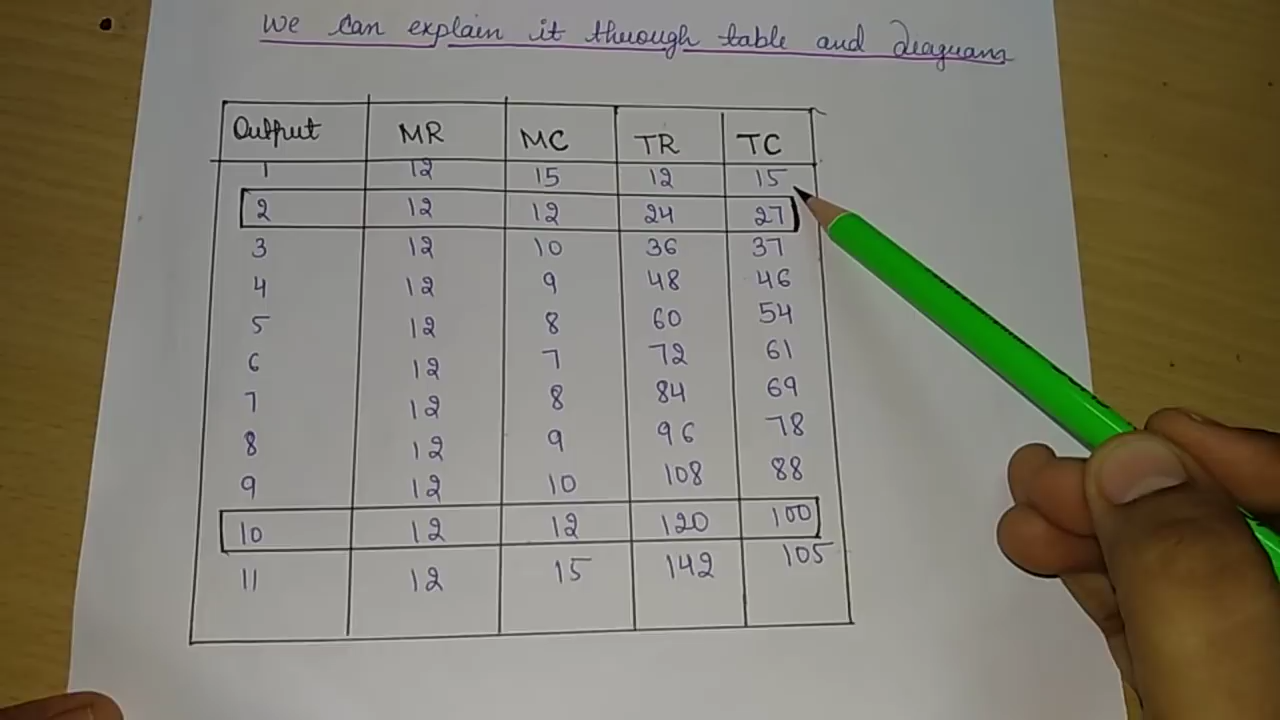 We can explain it through table and diagram
Output MR MC TR TC
1 12 15 12 15
2 12 12 24 27
3 12 10 36 37
4 12 9 48 46
5 12 8 60 54
6 12 7 72 61
7 12 8 84 69
8 12 9 96 78
9 12 10 108 88
10 12 12 120 100
11 12 15 142 105